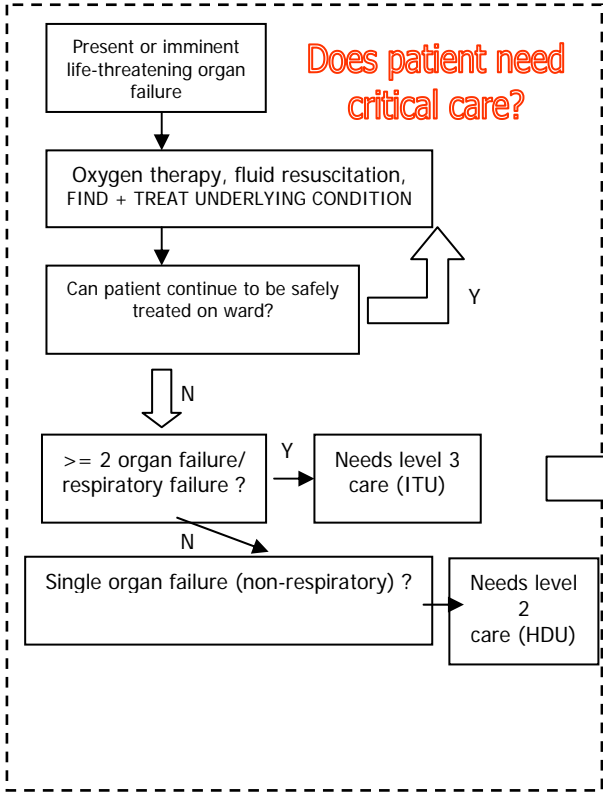 Present or imminent
life-threatening organ
failure
Does patient need
critical care?
Oxygen therapy, fluid resuscitation,
FIND + TREAT UNDERLYING CONDITION
Can patient continue to be safely
treated on ward?
Y
N
>= 2 organ failure/
respiratory failure ?
Y
Needs level 3
care (ITU)
N
Single organ failure (non-respiratory) ?
Needs level
2
care (HDU)